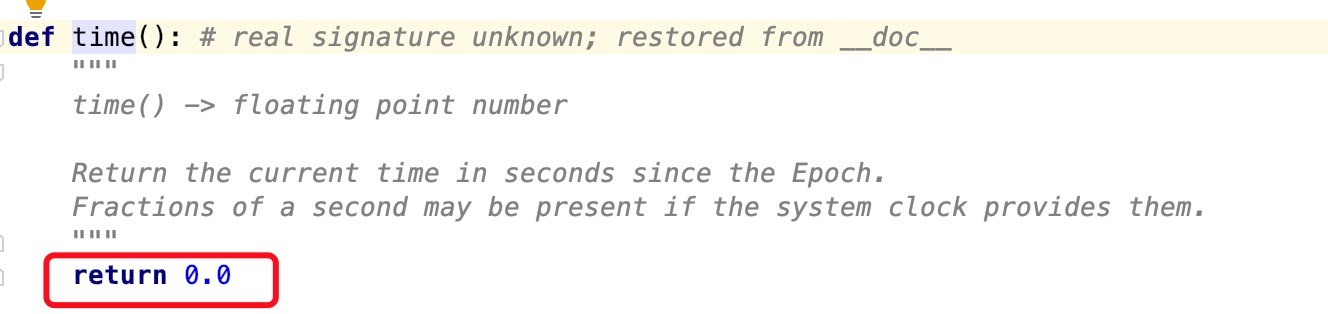 def time(): # real signature unknown; restored from __doc__
"""
time() -> floating point number
Return the current time in seconds since the Epoch.
Fractions of a second may be present if the system clock provides them.
"""
return 0.0